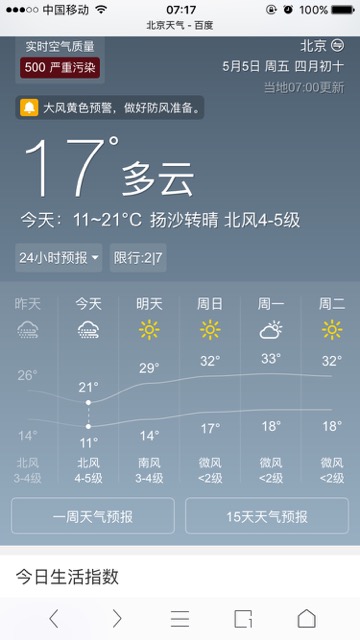 中国移动 07:17 100%
北京天气 - 百度
实时空气质量
500 严重污染
北京
5月5日 周五 四月初十
当地07:00更新
大风黄色预警，做好防风准备。
17° 多云
今天：11~21°C 扬沙转晴 北风4-5级
24小时预报 限行:2|7
昨天 今天 明天 周日 周一 周二
26° 21° 29° 32° 33° 32°
14° 11° 14° 17° 18° 18°
北风 北风 南风 微风 微风 微风
3-4级 4-5级 3-4级 <2级 <2级 <2级
一周天气预报 15天天气预报
今日生活指数
1